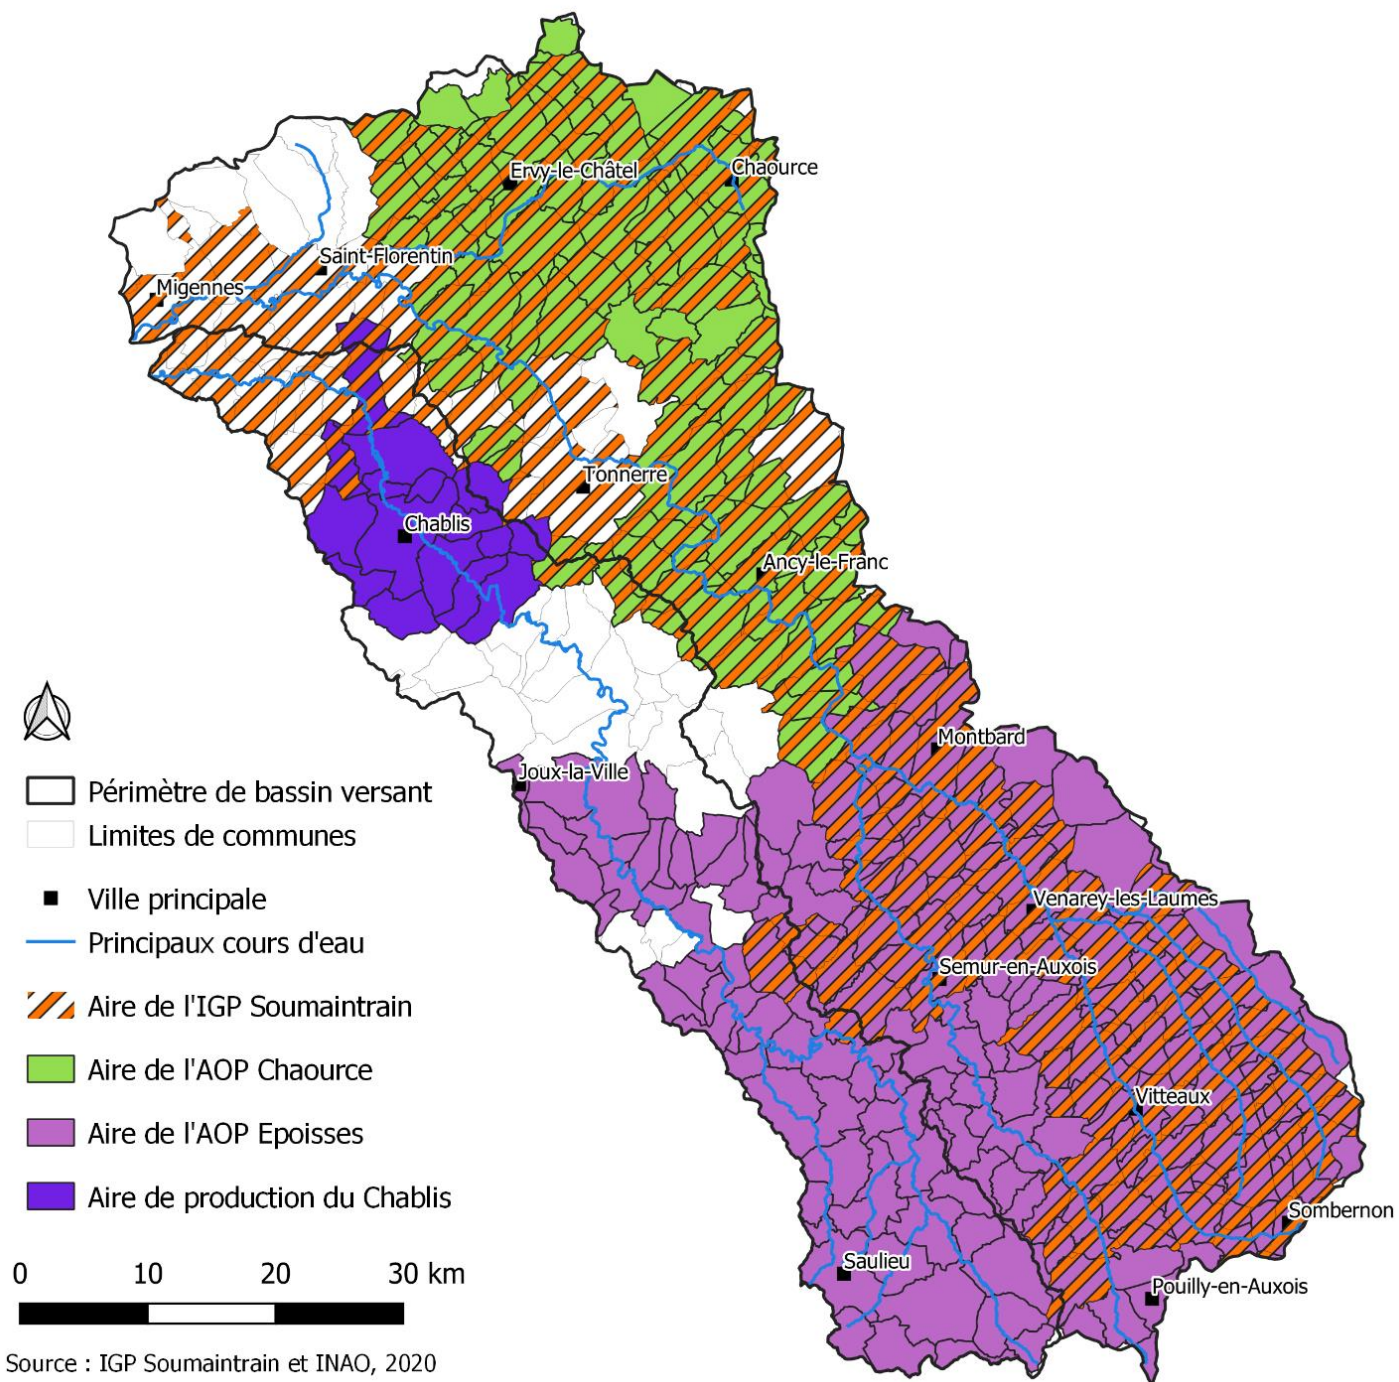 Ervy-le-Châtel
Chaource
Saint-Florentin
Migennes
Tonnerre
Chablis
Ancy-le-Franc
Montbard
Joux-la-Ville
Venarey-les-Laumes
Semur-en-Auxois
Vitteaux
Sombernon
Saulieu
Pouilly-en-Auxois
Périmètre de bassin versant
Limites de communes
Ville principale
Principaux cours d'eau
Aire de l'IGP Soumaintrain
Aire de l'AOP Chaource
Aire de l'AOP Epoisses
Aire de production du Chablis
0 10 20 30 km
Source : IGP Soumaintrain et INAO, 2020